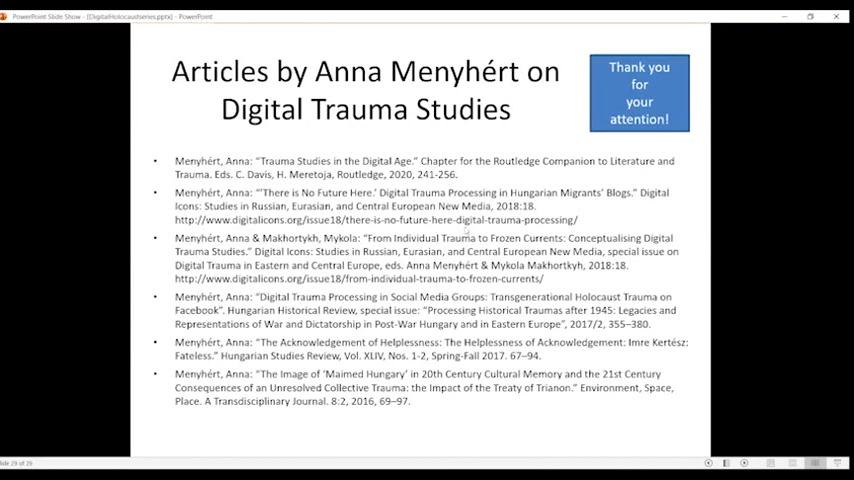 PowerPoint Slide Show - [DigitalHolocaustseries.pptx] - PowerPoint
Articles by Anna Menyhért on
Digital Trauma Studies
Thank you
for
your
attention!
• Menyhért, Anna: “Trauma Studies in the Digital Age.” Chapter for the Routledge Companion to Literature and
Trauma. Eds. C. Davis, H. Meretoja, Routledge, 2020, 241-256.
• Menyhért, Anna: “‘There is No Future Here.’ Digital Trauma Processing in Hungarian Migrants’ Blogs.” Digital
Icons: Studies in Russian, Eurasian, and Central European New Media, 2018:18.
http://www.digitalicons.org/issue18/there-is-no-future-here-digital-trauma-processing/
• Menyhért, Anna & Makhortykh, Mykola: “From Individual Trauma to Frozen Currents: Conceptualising Digital
Trauma Studies.” Digital Icons: Studies in Russian, Eurasian, and Central European New Media, special issue on
Digital Trauma in Eastern and Central Europe, eds. Anna Menyhért & Mykola Makhortkyh, 2018:18.
http://www.digitalicons.org/issue18/from-individual-trauma-to-frozen-currents/
• Menyhért, Anna: “Digital Trauma Processing in Social Media Groups: Transgenerational Holocaust Trauma on
Facebook”. Hungarian Historical Review, special issue: “Processing Historical Traumas after 1945: Legacies and
Representations of War and Dictatorship in Post-War Hungary and in Eastern Europe”, 2017/2, 355–380.
• Menyhért, Anna: “The Acknowledgement of Helplessness: The Helplessness of Acknowledgement: Imre Kertész:
Fateless.” Hungarian Studies Review, Vol. XLIV, Nos. 1-2, Spring-Fall 2017. 67–94.
• Menyhért, Anna: “The Image of ‘Maimed Hungary’ in 20th Century Cultural Memory and the 21st Century
Consequences of an Unresolved Collective Trauma: the Impact of the Treaty of Trianon.” Environment, Space,
Place. A Transdisciplinary Journal. 8:2, 2016, 69–97.
slide 29 of 29